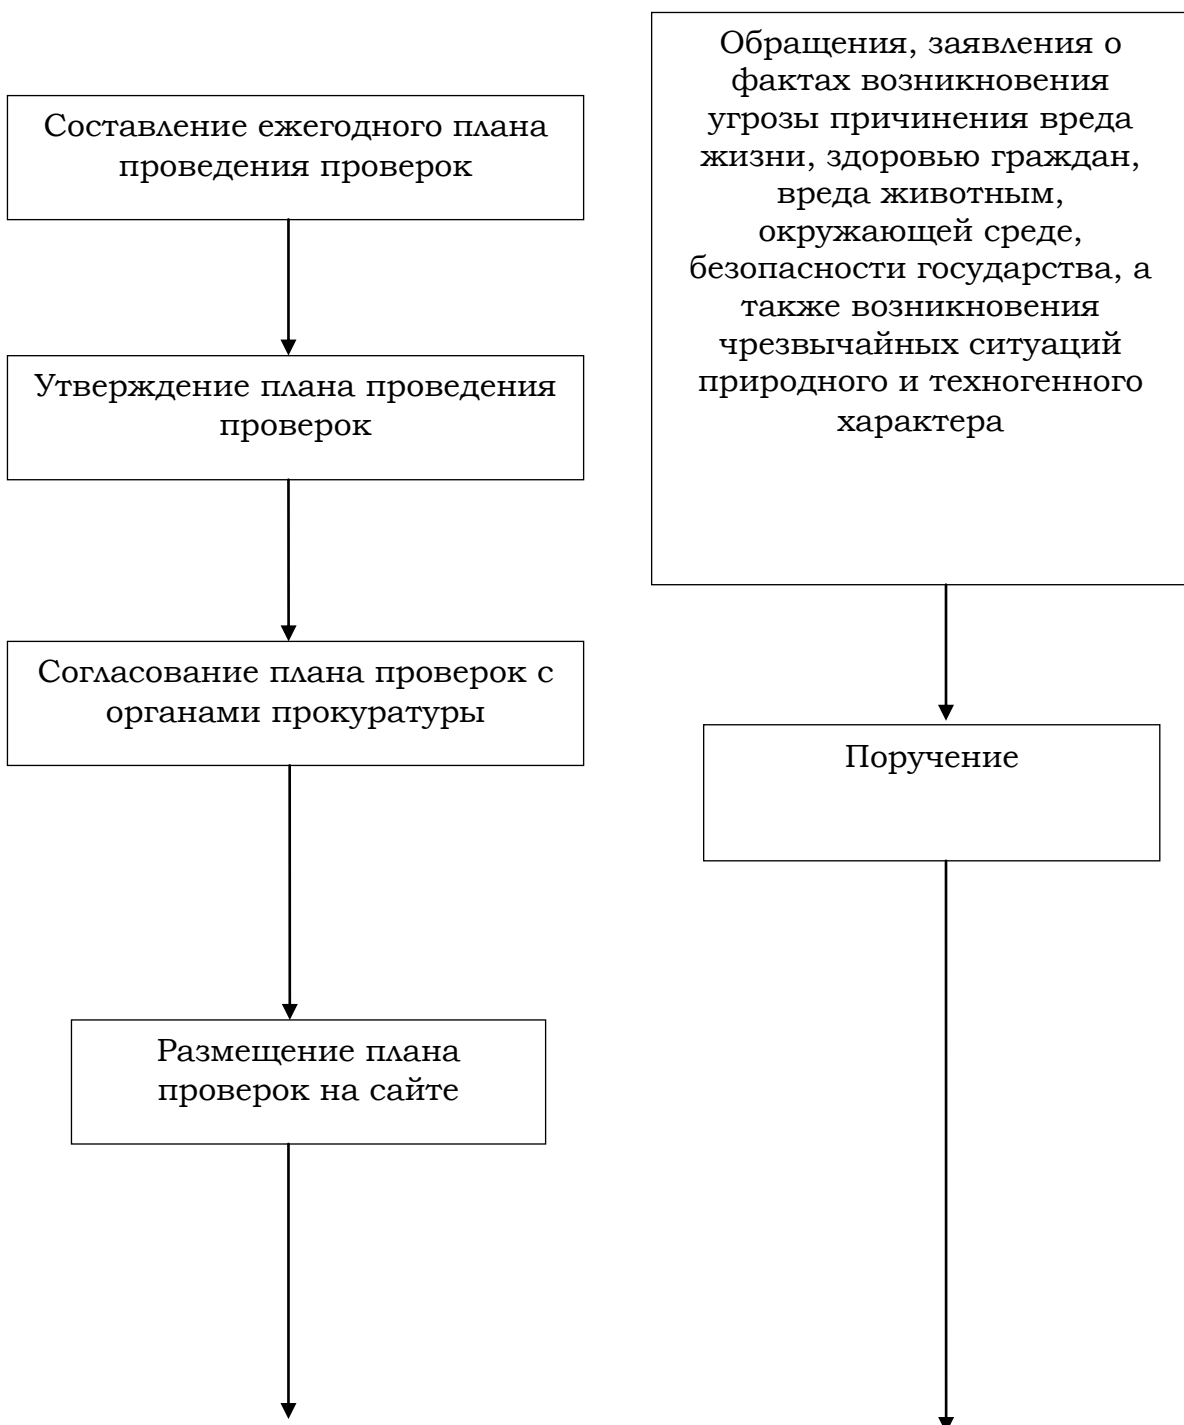 Составление ежегодного плана
проведения проверок
Утверждение плана проведения
проверок
Согласование плана проверок с
органами прокуратуры
Размещение плана
проверок на сайте
Обращения, заявления о
фактах возникновения
угрозы причинения вреда
жизни, здоровью граждан,
вреда животным,
окружающей среде,
безопасности государства, а
также возникновения
чрезвычайных ситуаций
природного и техногенного
характера
Поручение